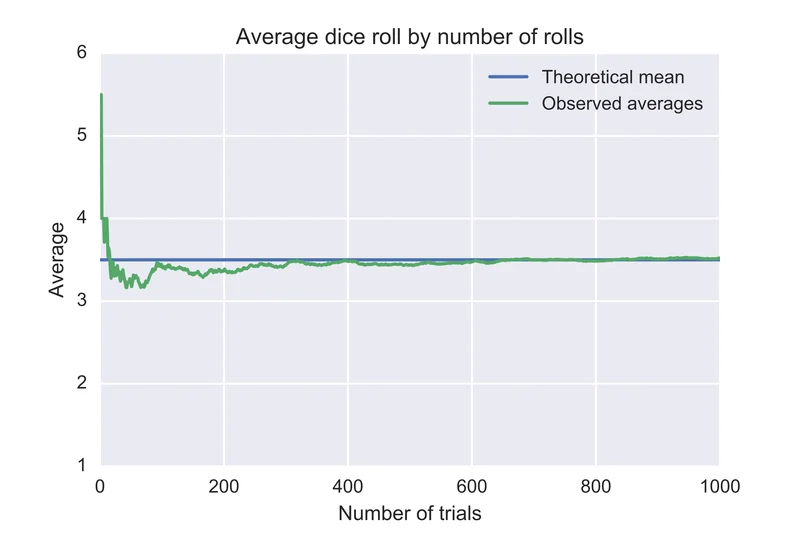 Average dice roll by number of rolls
Theoretical mean
Observed averages
6
5
4
3
2
1
Average
0 200 400 600 800 1000
Number of trials